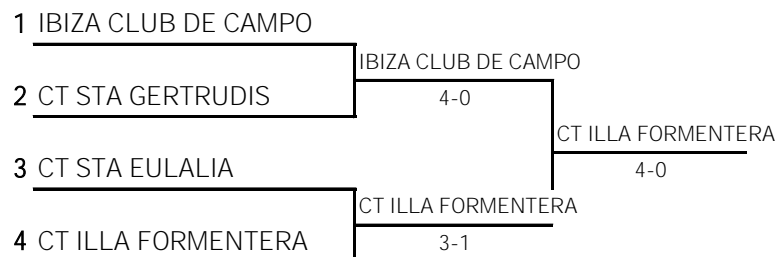 1 IBIZA CLUB DE CAMPO
IBIZA CLUB DE CAMPO
2 CT STA GERTRUDIS
4-0
CT ILLA FORMENTERA
3 CT STA EULALIA
4-0
CT ILLA FORMENTERA
4 CT ILLA FORMENTERA
3-1